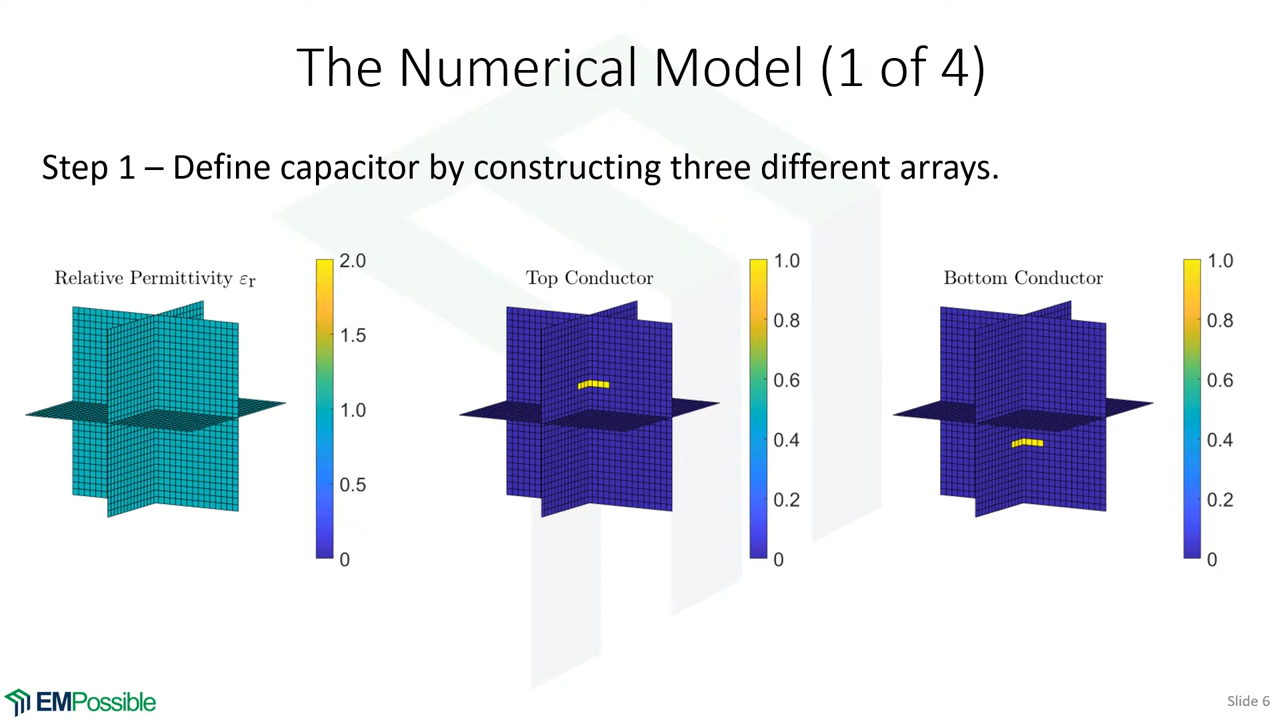 The Numerical Model (1 of 4)
Step 1 – Define capacitor by constructing three different arrays.
Relative Permittivity εr
2.0
1.5
1.0
0.5
0
Top Conductor
1.0
0.8
0.6
0.4
0.2
0
Bottom Conductor
1.0
0.8
0.6
0.4
0.2
0
EMPossible
Slide 6